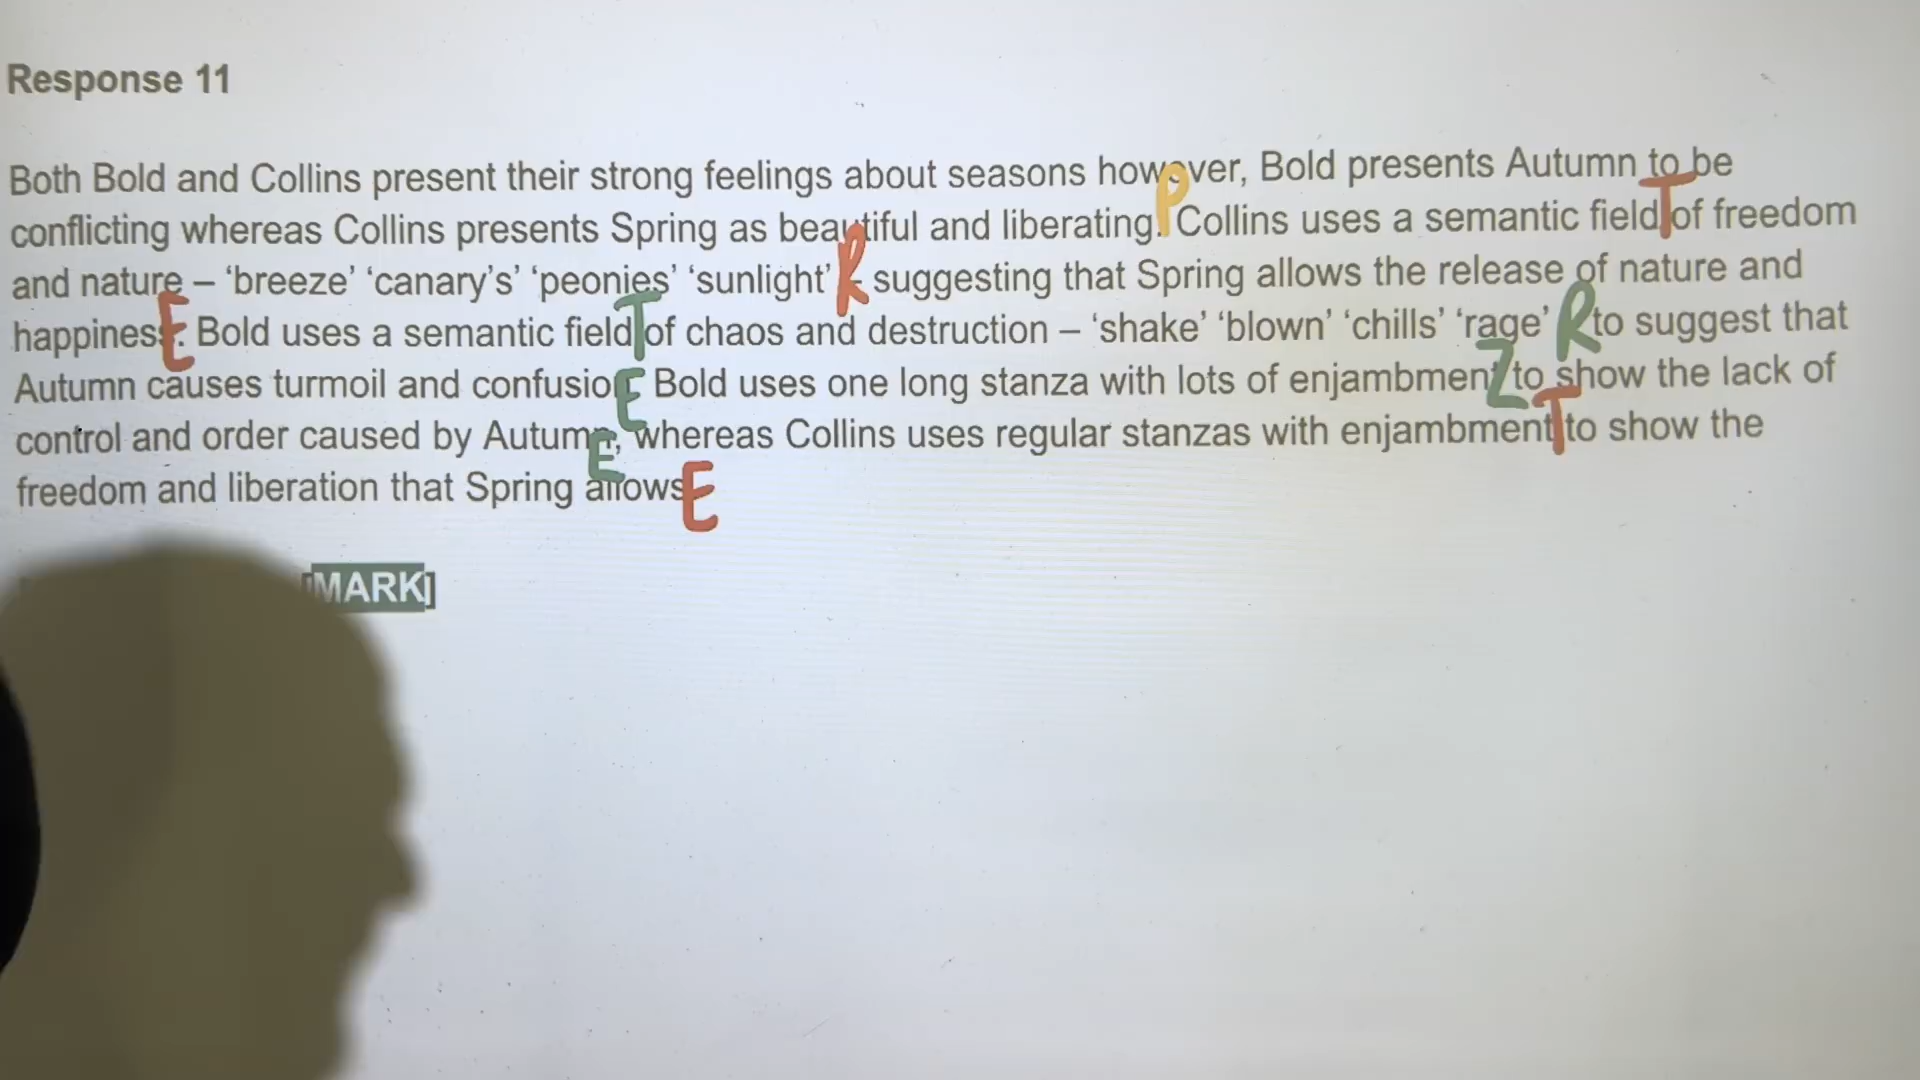 Response 11
Both Bold and Collins present their strong feelings about seasons however, Bold presents Autumn to be
conflicting whereas Collins presents Spring as beautiful and liberating. P Collins uses a semantic field T of freedom
and nature – ‘breeze’ ‘canary’s’ ‘peonies’ ‘sunlight’ R suggesting that Spring allows the release of nature and
happiness E. Bold uses a semantic field T of chaos and destruction – ‘shake’ ‘blown’ ‘chills’ ‘rage’ R to suggest that
Autumn causes turmoil and confusion E Bold uses one long stanza with lots of enjambment to show the lack of
control and order caused by Autumn E, whereas Collins uses regular stanzas with enjambment T to show the
freedom and liberation that Spring allows E
[MARK]